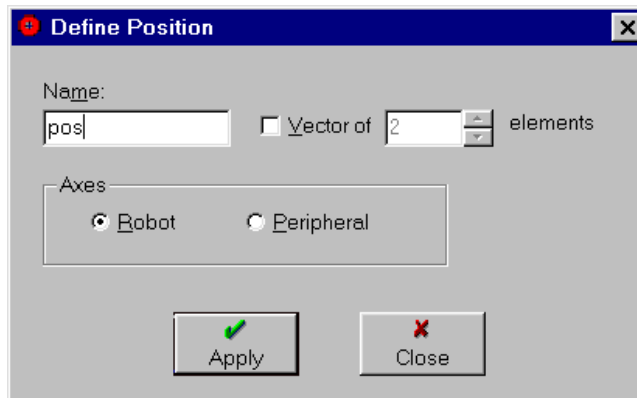 Define Position
Name:
pos
Vector of 2 elements
Axes
Robot Peripheral
Apply Close